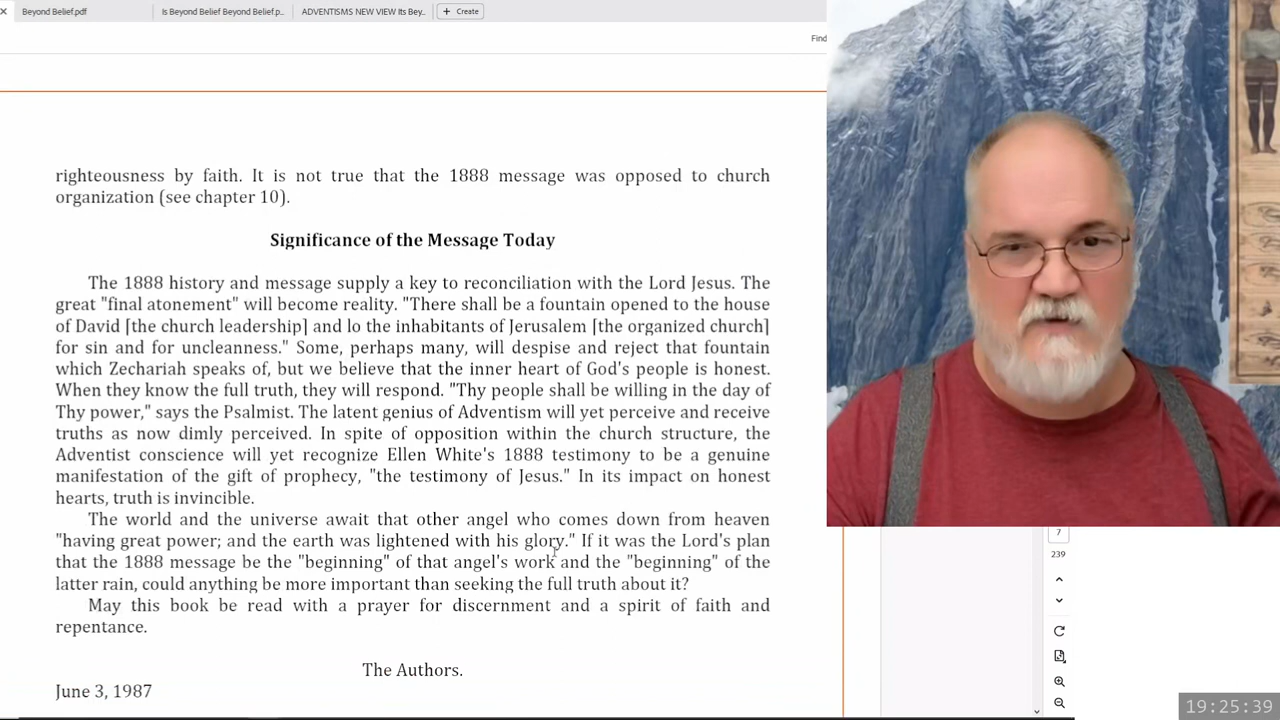 Beyond Belief.pdf
Is Beyond Belief Beyond Belief.p..
ADVENTISMS NEW VIEW Its Bey..
+ Create
Find
righteousness by faith. It is not true that the 1888 message was opposed to church
organization (see chapter 10).
Significance of the Message Today
The 1888 history and message supply a key to reconciliation with the Lord Jesus. The
great "final atonement" will become reality. "There shall be a fountain opened to the house
of David [the church leadership] and lo the inhabitants of Jerusalem [the organized church]
for sin and for uncleanness." Some, perhaps many, will despise and reject that fountain
which Zechariah speaks of, but we believe that the inner heart of God's people is honest.
When they know the full truth, they will respond. "Thy people shall be willing in the day of
Thy power," says the Psalmist. The latent genius of Adventism will yet perceive and receive
truths as now dimly perceived. In spite of opposition within the church structure, the
Adventist conscience will yet recognize Ellen White's 1888 testimony to be a genuine
manifestation of the gift of prophecy, "the testimony of Jesus." In its impact on honest
hearts, truth is invincible.
The world and the universe await that other angel who comes down from heaven
"having great power; and the earth was lightened with his glory." If it was the Lord's plan
that the 1888 message be the "beginning" of that angel's work and the "beginning" of the
latter rain, could anything be more important than seeking the full truth about it?
May this book be read with a prayer for discernment and a spirit of faith and
repentance.
The Authors.
June 3, 1987
7
239
19:25:39